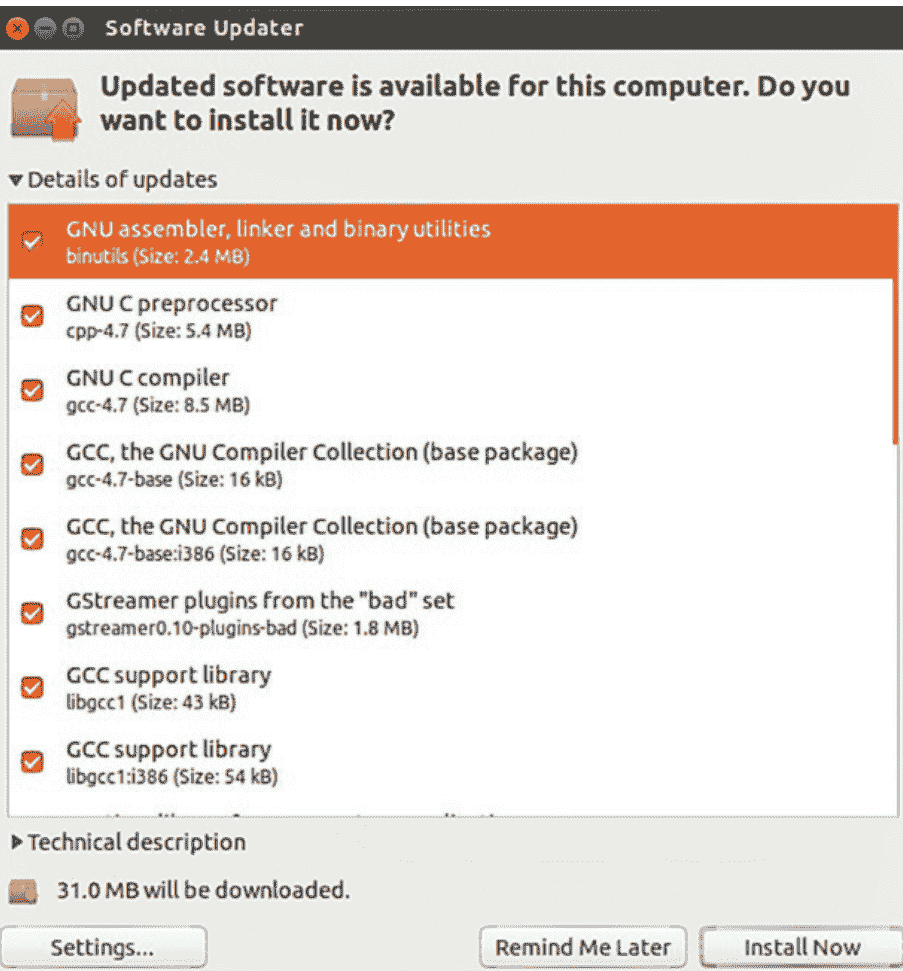 Software Updater
Updated software is available for this computer. Do you
want to install it now?
Details of updates
GNU assembler, linker and binary utilities
binutils (Size: 2.4 MB)
GNU C preprocessor
cpp-4.7 (Size: 5.4 MB)
GNU C compiler
gcc-4.7 (Size: 8.5 MB)
GCC, the GNU Compiler Collection (base package)
gcc-4.7-base (Size: 16 kB)
GCC, the GNU Compiler Collection (base package)
gcc-4.7-base:i386 (Size: 16 kB)
GStreamer plugins from the "bad" set
gstreamer0.10-plugins-bad (Size: 1.8 MB)
GCC support library
libgcc1 (Size: 43 kB)
GCC support library
libgcc1:i386 (Size: 54 kB)
Technical description
31.0 MB will be downloaded.
Settings...
Remind Me Later
Install Now